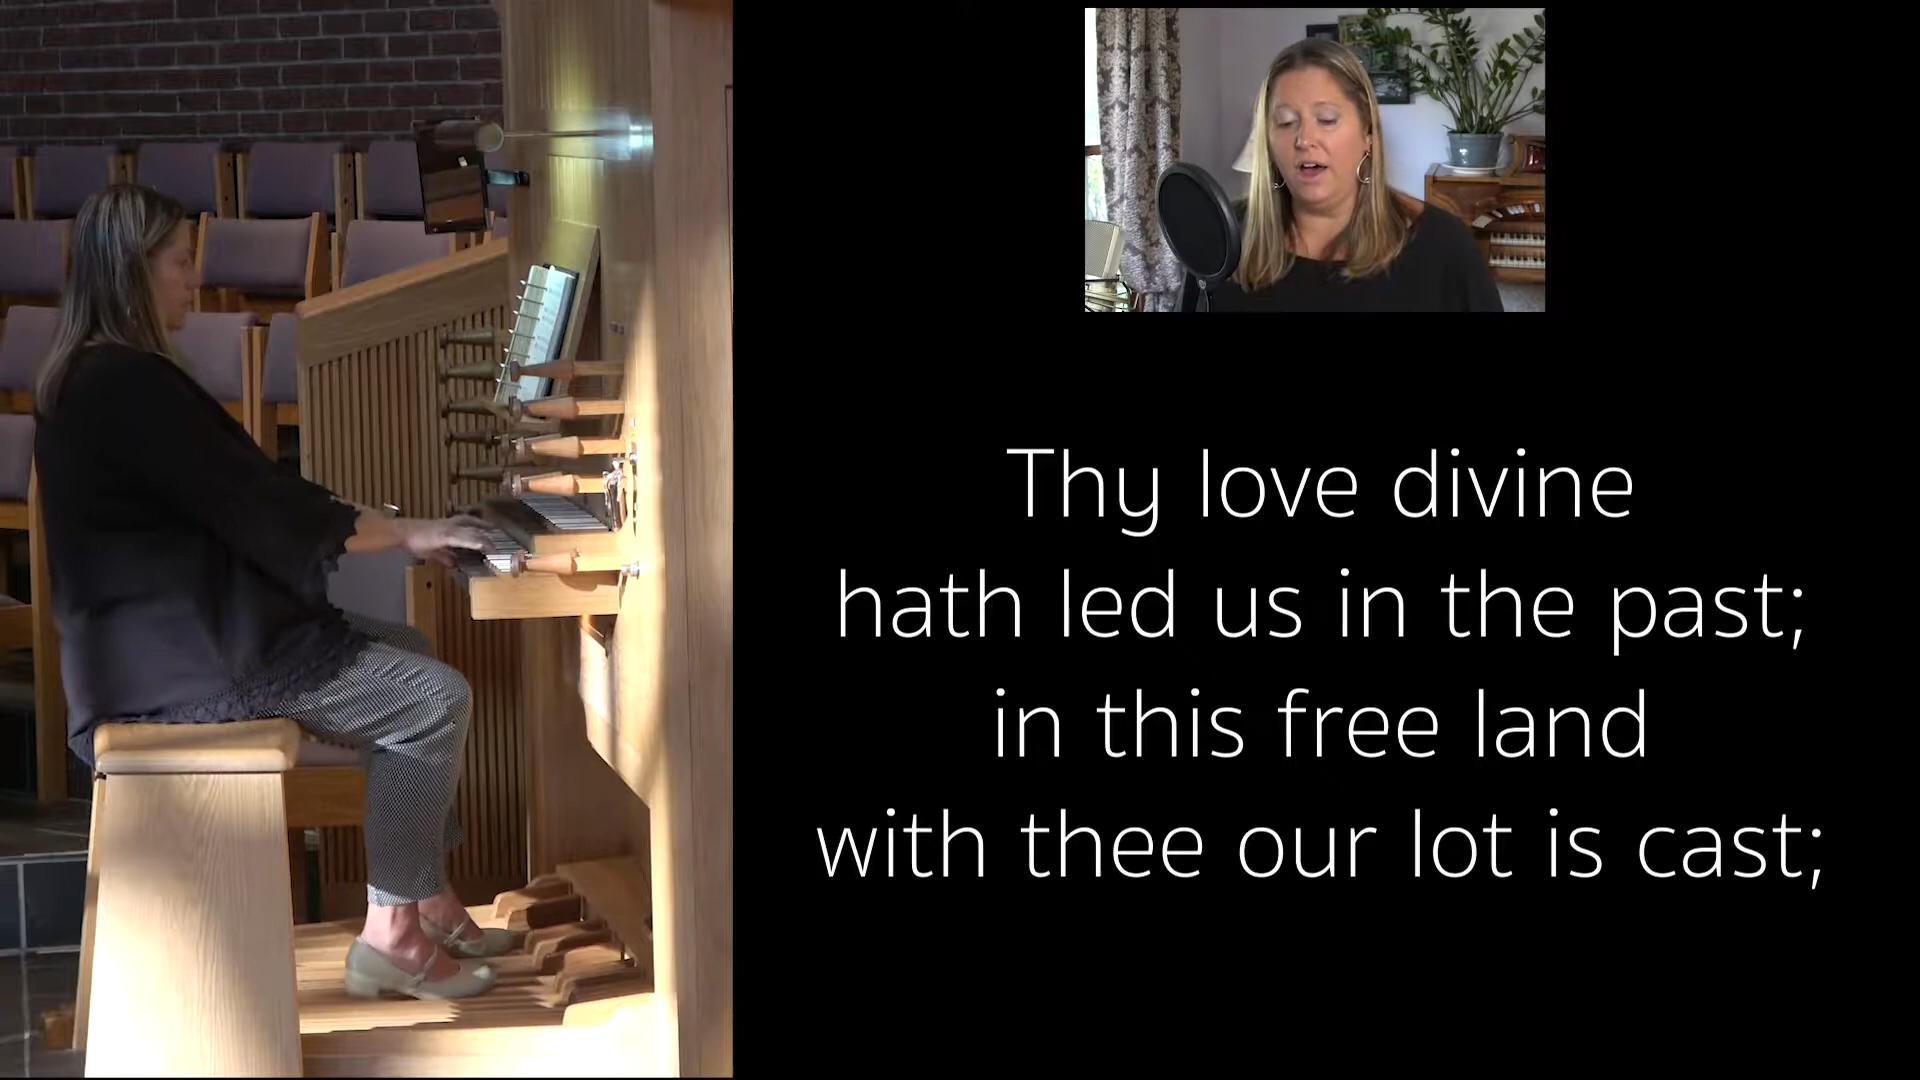 Thy love divine
hath led us in the past;
in this free land
with thee our lot is cast;